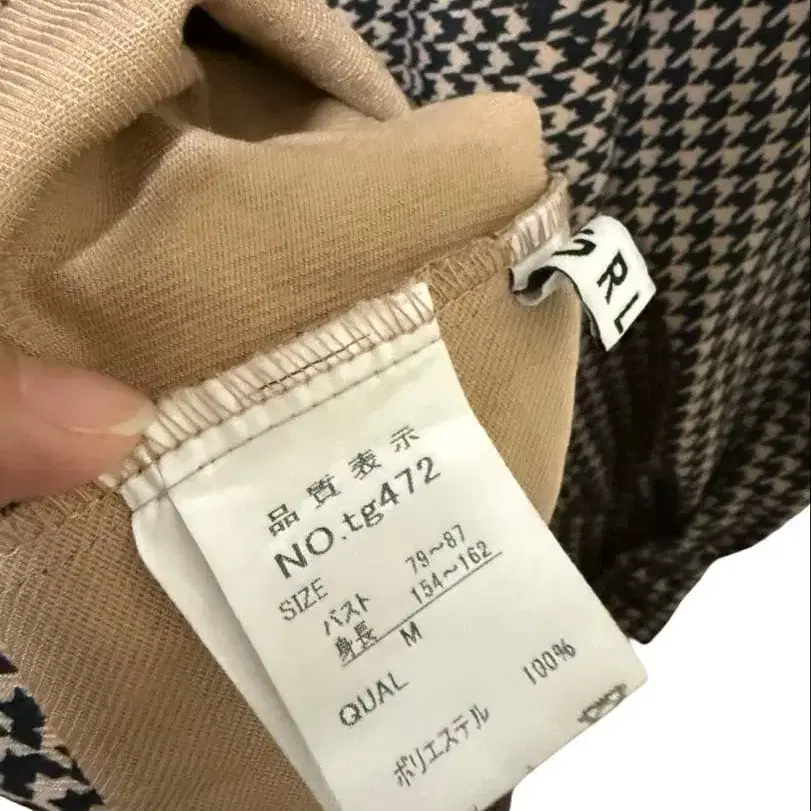 RL
品質表示
NO.tg472
SIZE
バスト 79~87
身長 154~162
M
QUAL
ポリエステル 100%